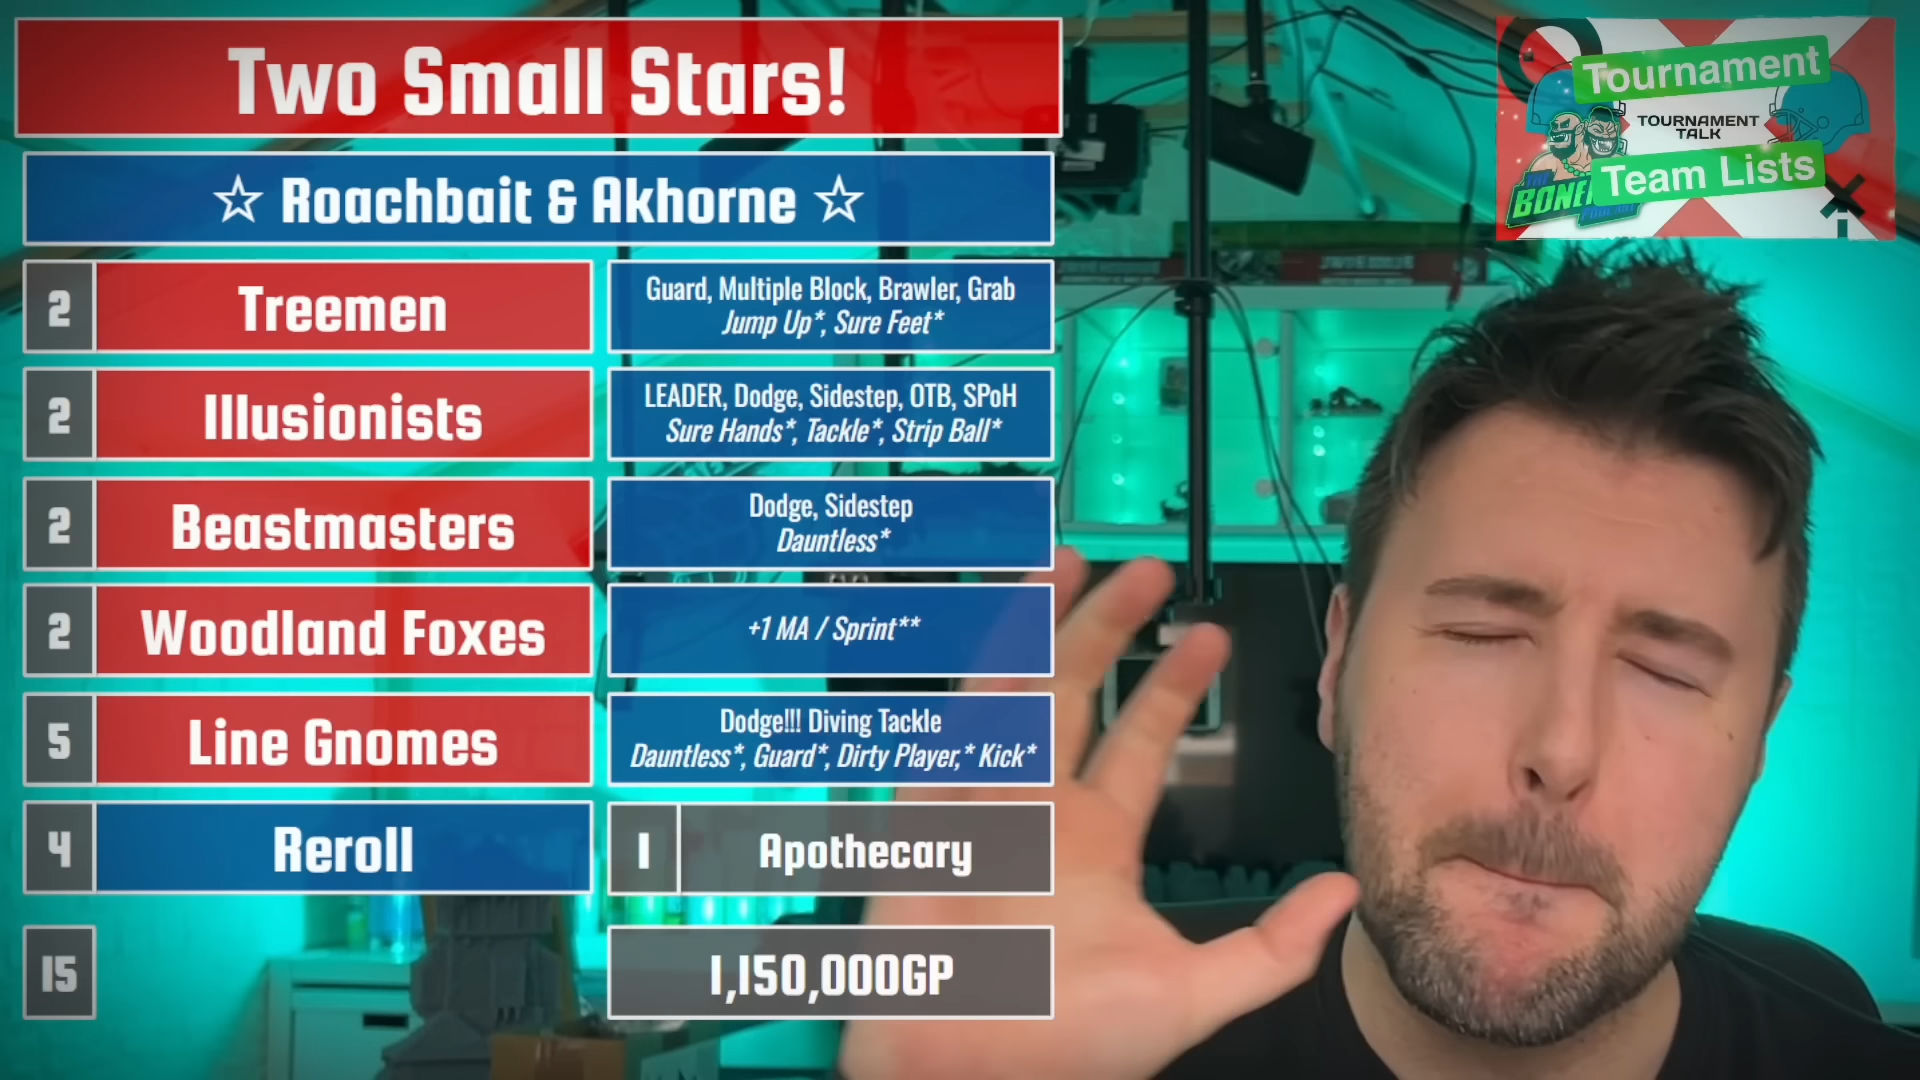 Two Small Stars!
☆ Roachbait & Akhorne ☆
2 Treemen
Guard, Multiple Block, Brawler, Grab
Jump Up*, Sure Feet*
2 Illusionists
LEADER, Dodge, Sidestep, OTB, SPoH
Sure Hands*, Tackle*, Strip Ball*
2 Beastmasters
Dodge, Sidestep
Dauntless*
2 Woodland Foxes
+1 MA / Sprint**
5 Line Gnomes
Dodge!!! Diving Tackle
Dauntless*, Guard*, Dirty Player,* Kick*
4 Reroll
1 Apothecary
15
1,150,000GP
Tournament
TOURNAMENT
TALK
Team Lists
THE